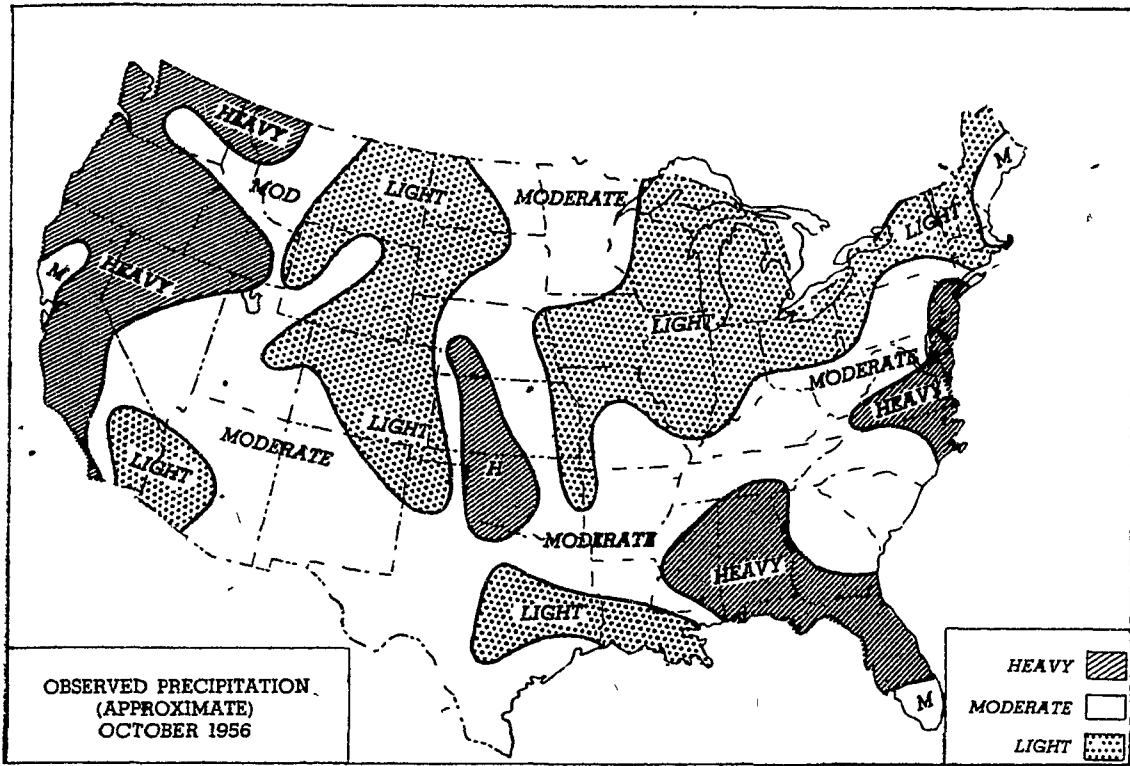 HEAVY
M
MOD
LIGHT
MODERATE
LIGHT
M
HEAVY
LIGHT
MODERATE
HEAVY
LIGHT
MODERATE
LIGHT
H
MODERATE
HEAVY
LIGHT
M
OBSERVED PRECIPITATION
(APPROXIMATE)
OCTOBER 1956
HEAVY
MODERATE
LIGHT